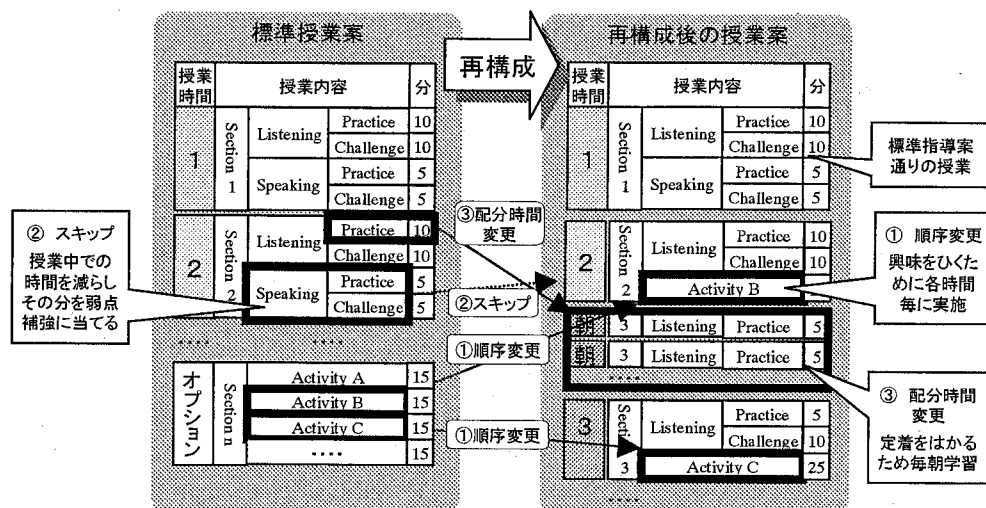 標準授業案
授業時間 授業内容 分
1 Section 1 Listening Practice 10
Challenge 10
Speaking Practice 5
Challenge 5
2 Section 2 Listening Practice 10
Speaking Practice 5
Challenge 5
・・・・
オプション Section n Activity A 15
Activity B 15
Activity C 15
・・・・ 15
② スキップ
授業中での
時間を減らし
その分を弱点
補強に当てる
再構成
③配分時間
変更
②スキップ
①順序変更
①順序変更
再構成後の授業案
授業時間 授業内容 分
1 Section 1 Listening Practice 10
Challenge 10
Speaking Practice 5
Challenge 5
2 Section 2 Listening Practice 10
Challenge 10
Activity B
朝 3 Listening Practice 5
朝 3 Listening Practice 5
・・・・
3 Secti 3 Listening Practice 5
Challenge 10
Activity C 25
・・・・
標準指導案
通りの授業
① 順序変更
興味をひくた
めに各時間
毎に実施
③ 配分時間
変更
定着をはかる
ため毎朝学習